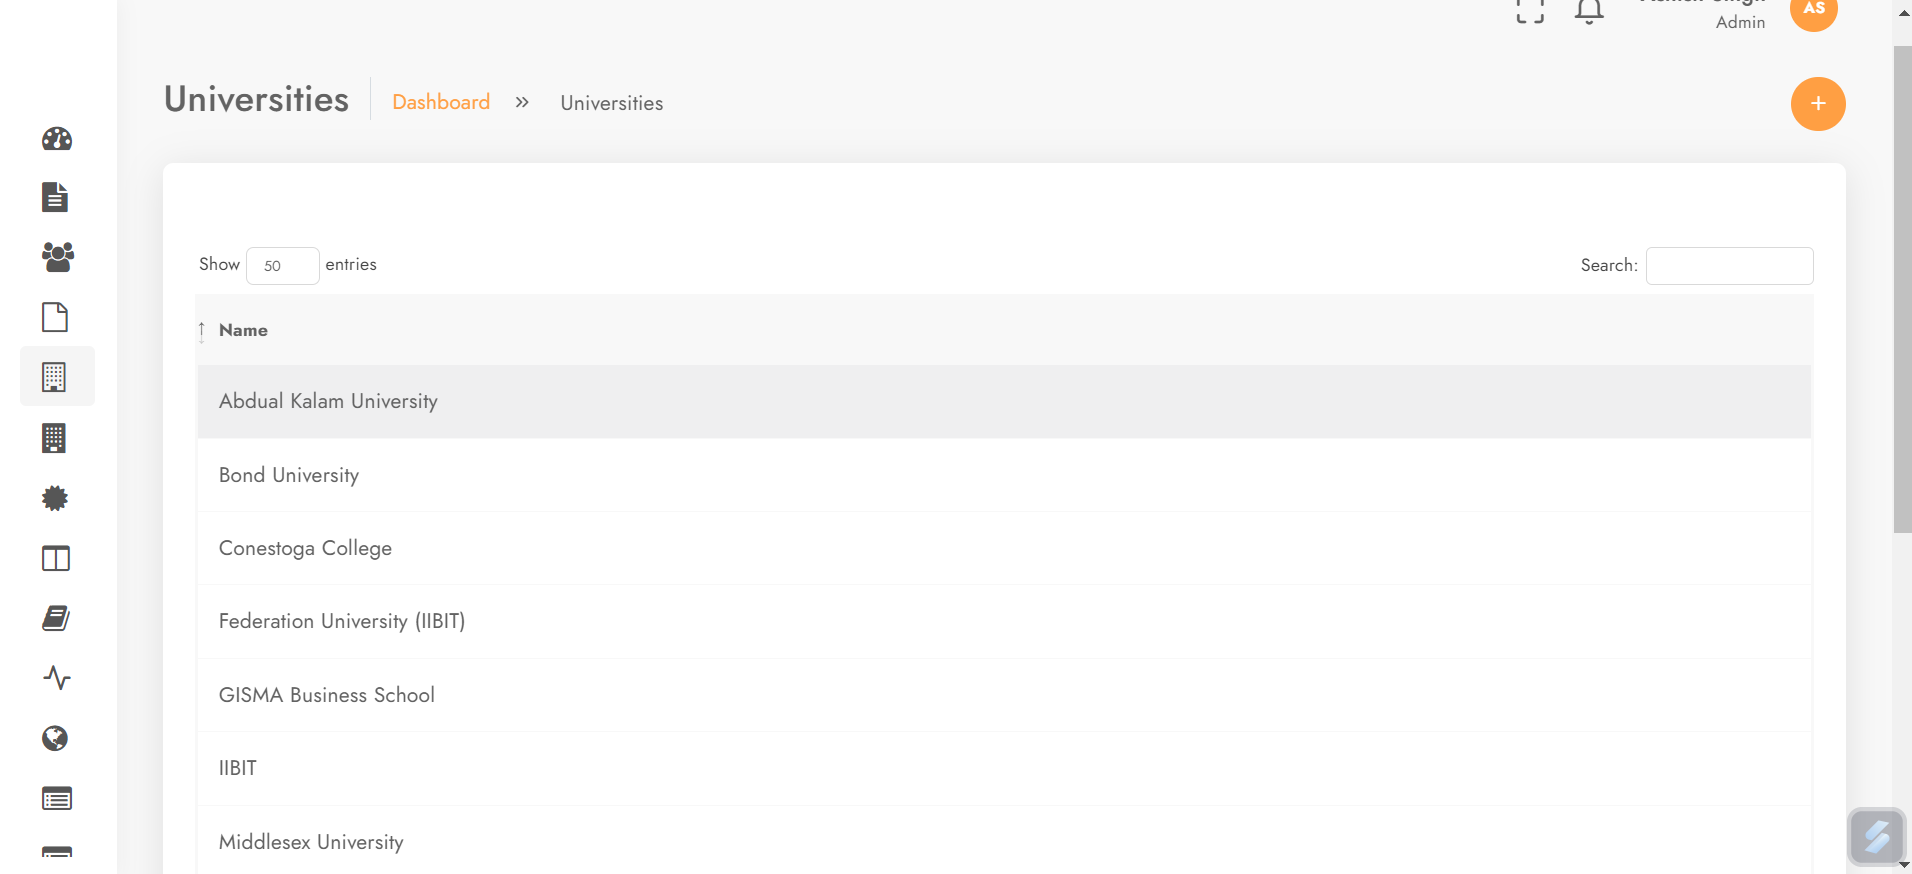 Admin
AS
Universities
Dashboard » Universities
+
Show 50 entries
Search:
Name
Abdual Kalam University
Bond University
Conestoga College
Federation University (IIBIT)
GISMA Business School
IIBIT
Middlesex University